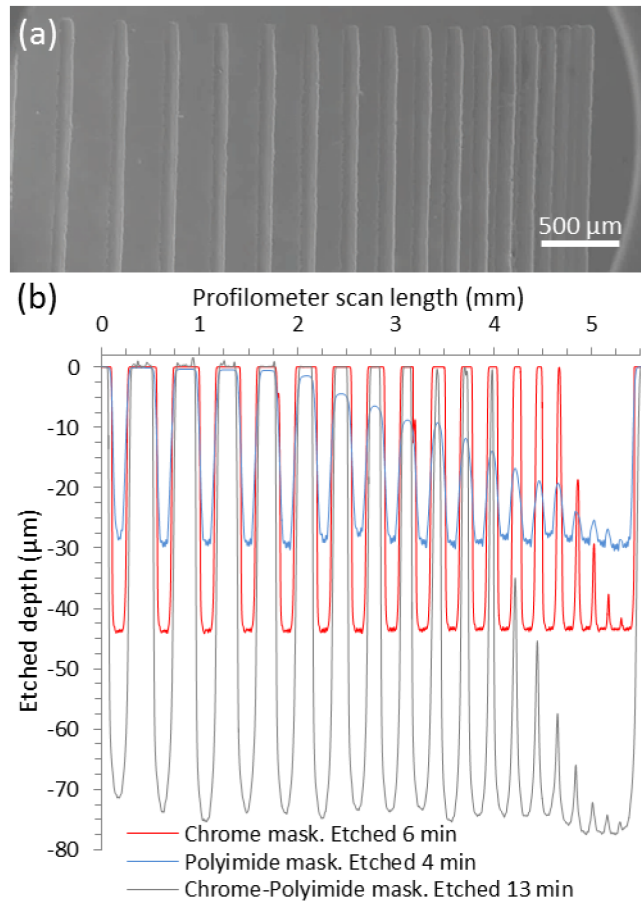 (a)
500 μm
(b)
Profilometer scan length (mm)
0 1 2 3 4 5
0
-10
-20
-30
-40
-50
-60
-70
-80
Etched depth (μm)
Chrome mask. Etched 6 min
Polyimide mask. Etched 4 min
Chrome-Polyimide mask. Etched 13 min